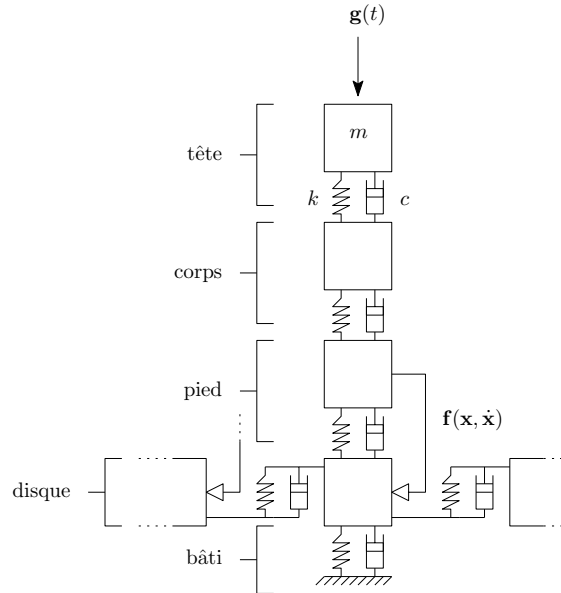 g(t)
m
tête
k
c
corps
pied
f(x, ẋ)
disque
bâti